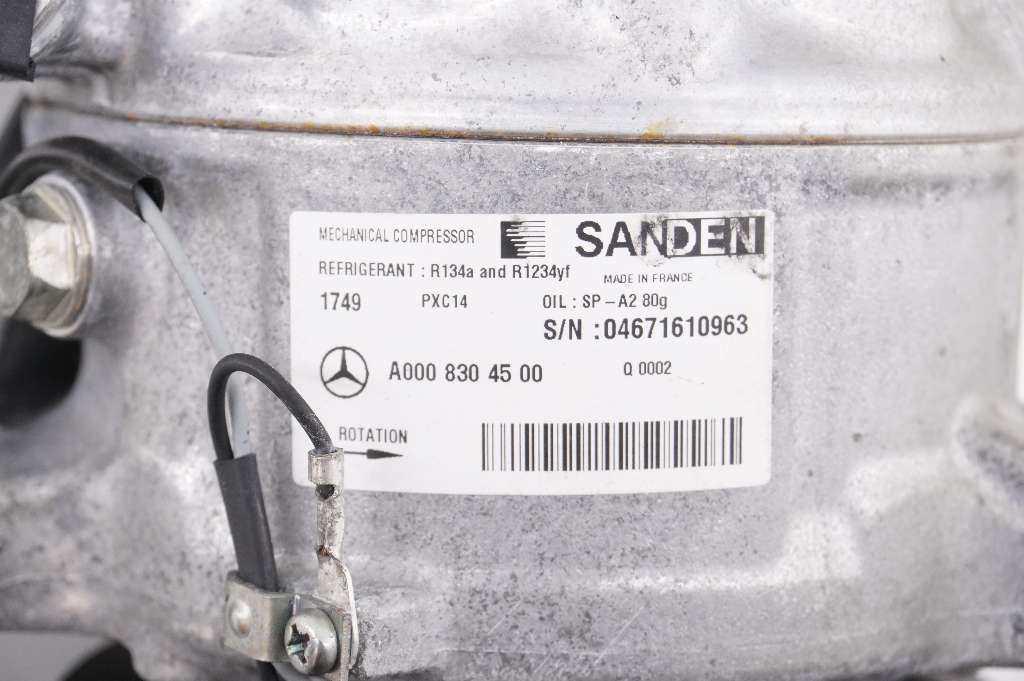 MECHANICAL COMPRESSOR SANDEN
REFRIGERANT : R134a and R1234yf MADE IN FRANCE
1749 PXC14 OIL : SP – A2 80g
S/N :04671610963
A000 830 45 00 Q 0002
ROTATION